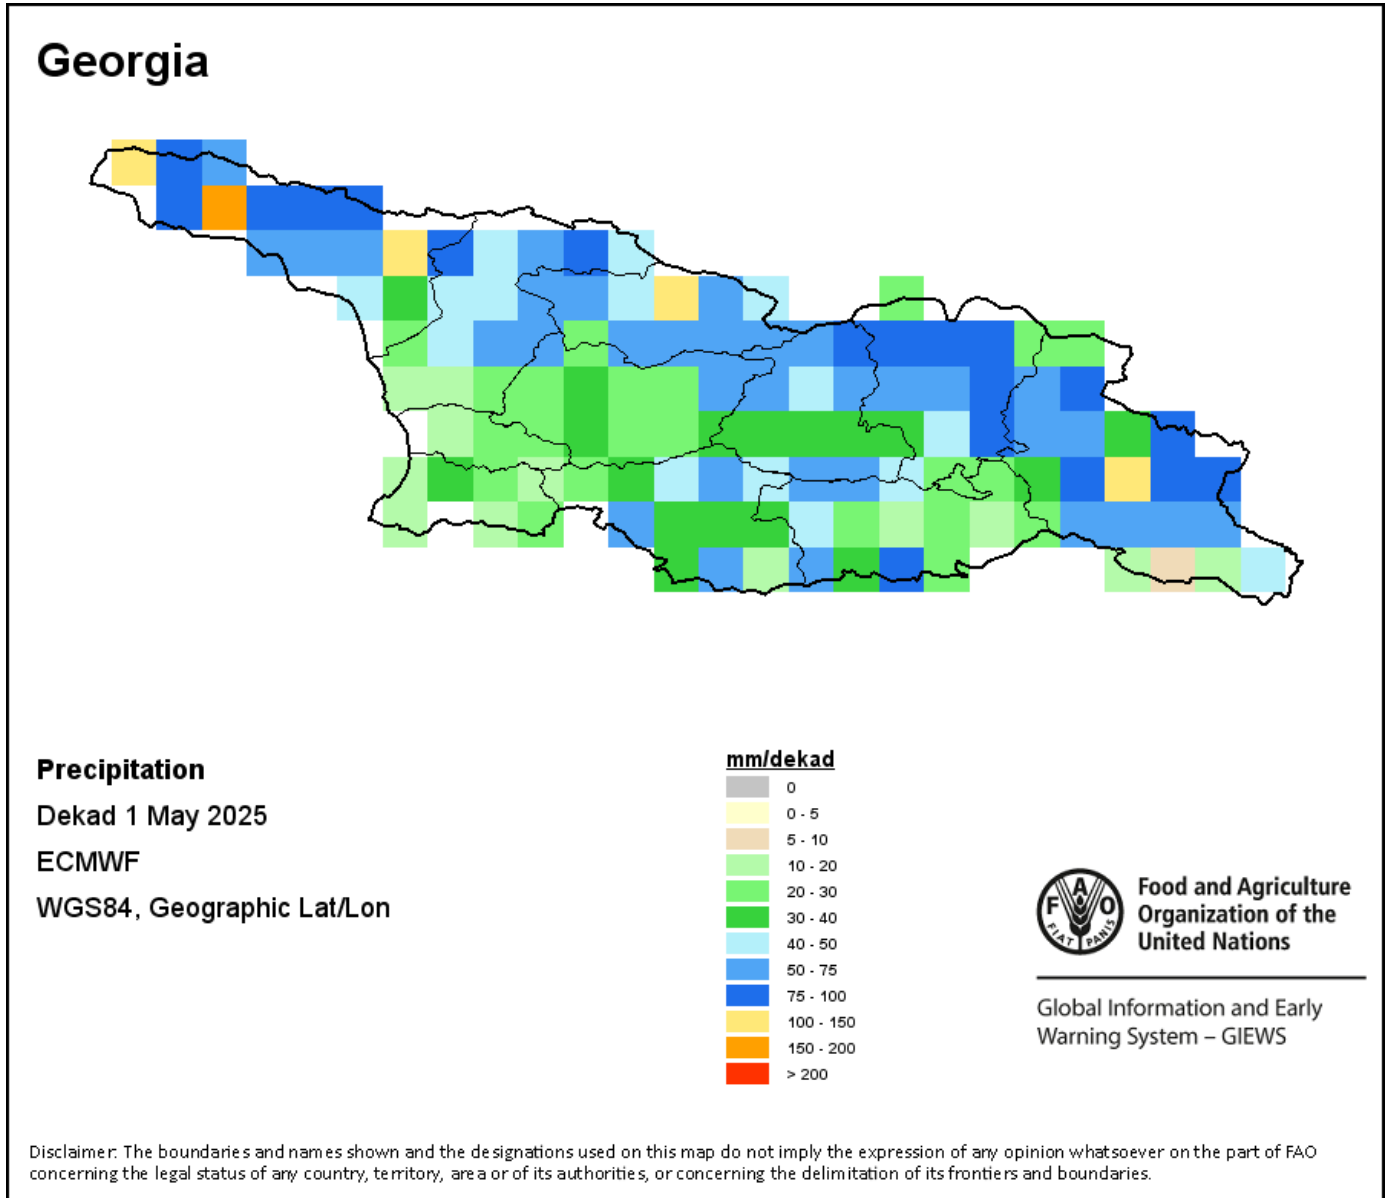 Georgia
Precipitation
Dekad 1 May 2025
ECMWF
WGS84, Geographic Lat/Lon
mm/dekad
0
0 - 5
5 - 10
10 - 20
20 - 30
30 - 40
40 - 50
50 - 75
75 - 100
100 - 150
150 - 200
> 200
F A O
FIAT PANIS
Food and Agriculture
Organization of the
United Nations
Global Information and Early
Warning System – GIEWS
Disclaimer: The boundaries and names shown and the designations used on this map do not imply the expression of any opinion whatsoever on the part of FAO
concerning the legal status of any country, territory, area or of its authorities, or concerning the delimitation of its frontiers and boundaries.